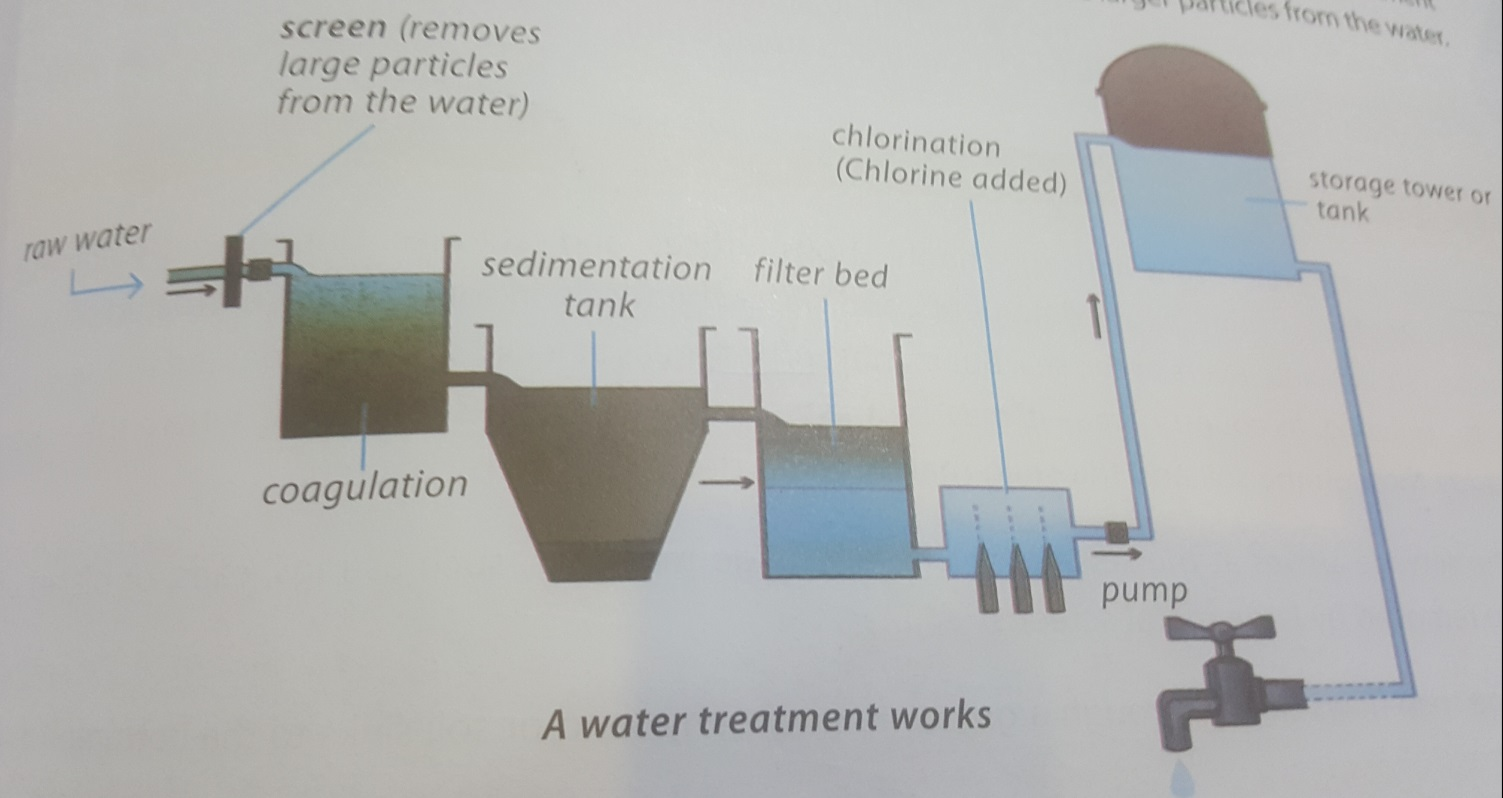 particles from the water.
screen (removes
large particles
from the water)
chlorination
(Chlorine added)
storage tower or
tank
raw water
sedimentation
tank
filter bed
coagulation
pump
A water treatment works